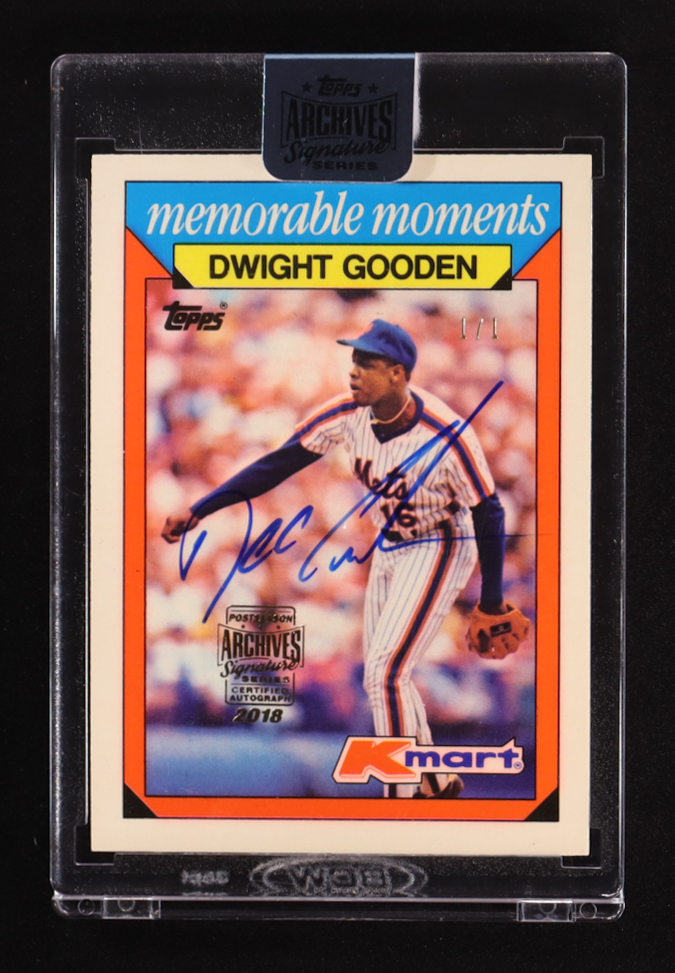 Topps
ARCHIVES
Signature
SERIES
memorable moments
DWIGHT GOODEN
Topps®
1/1
Mets
16
POSTSEASON
ARCHIVES
Signature
SERIES
CERTIFIED
AUTOGRAPH
2018
Kmart®